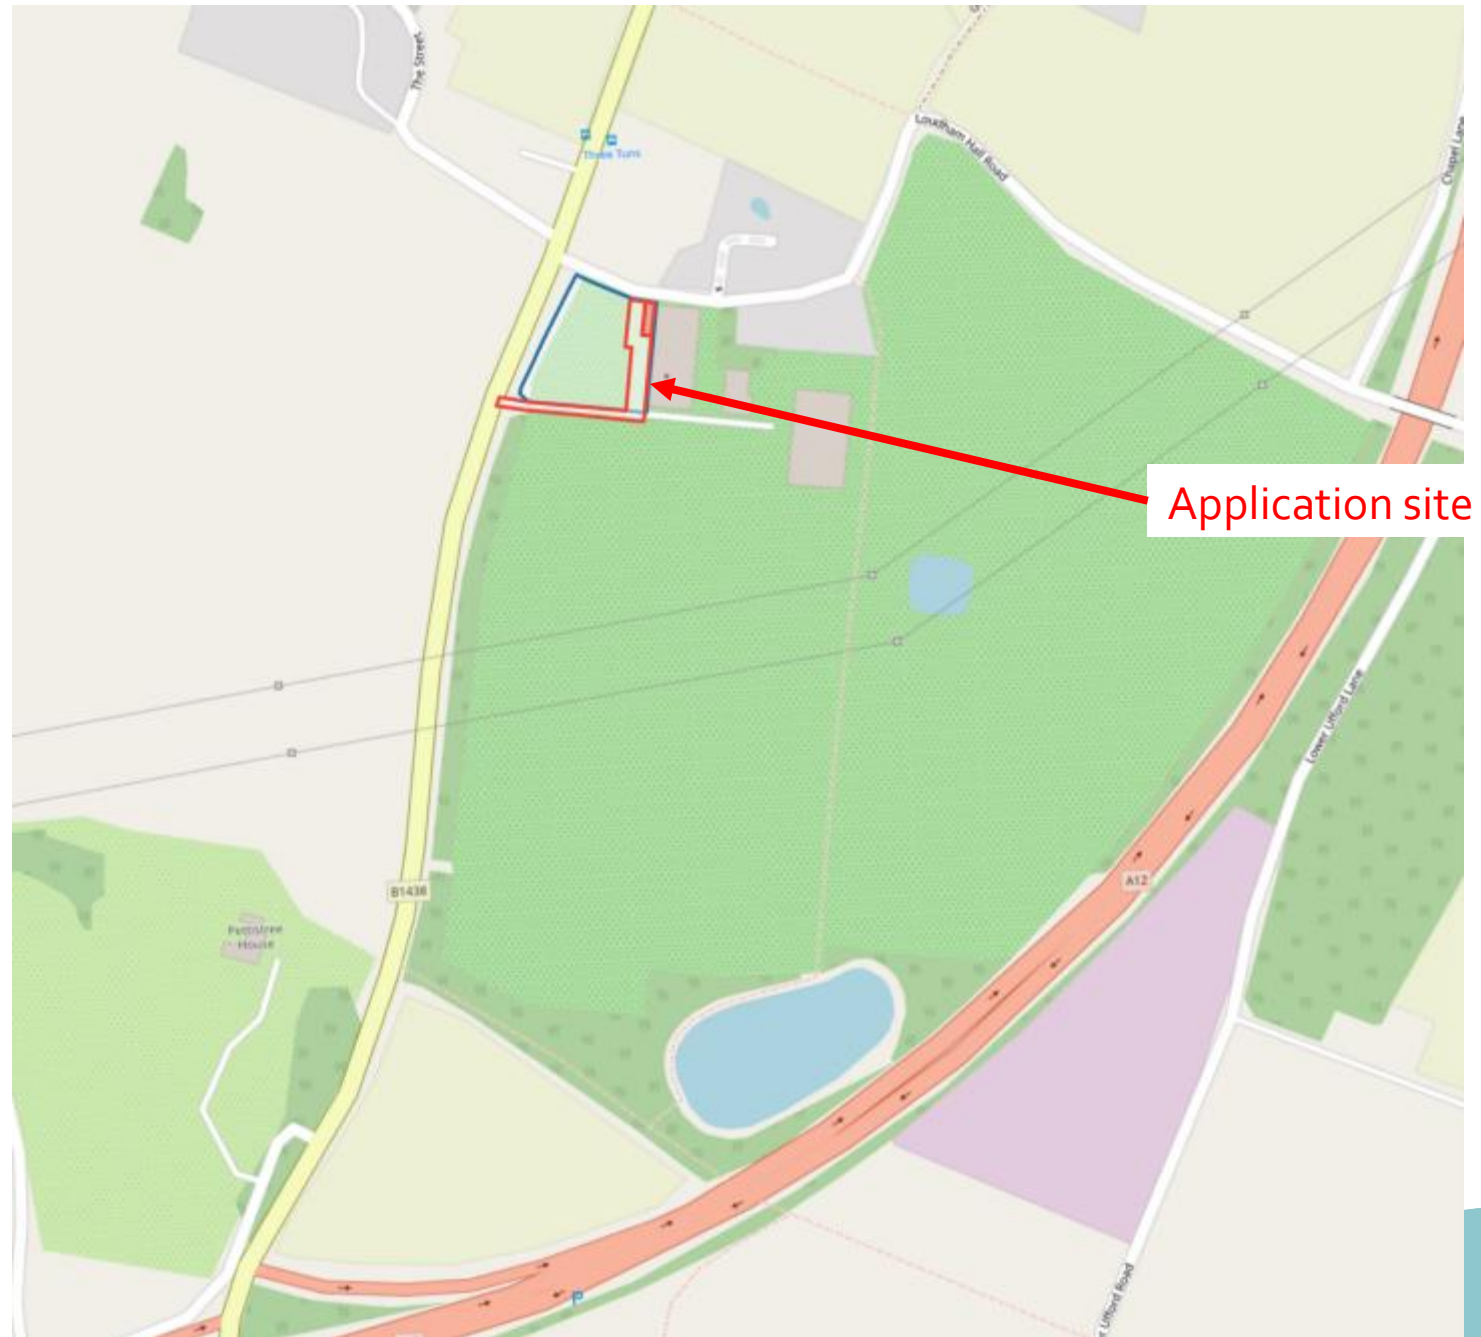 The Street
Three Tuns
Loudham Hall Road
Chapel Lane
Application site
Lower Ufford Lane
A12
B1438
Pettistree
House
P
Ufford Road